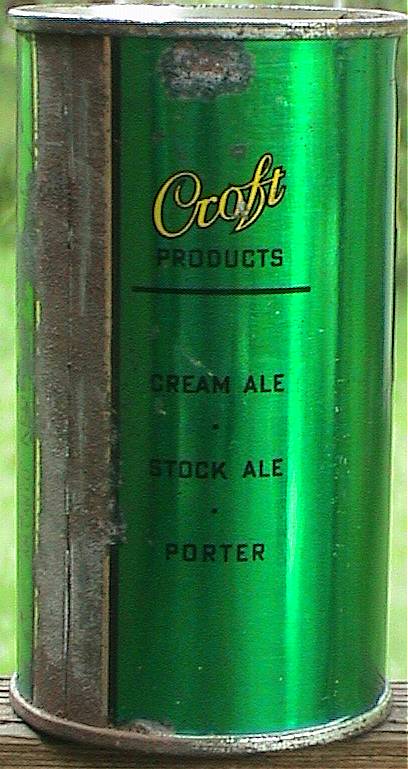 Croft
PRODUCTS
CREAM ALE
STOCK ALE
PORTER